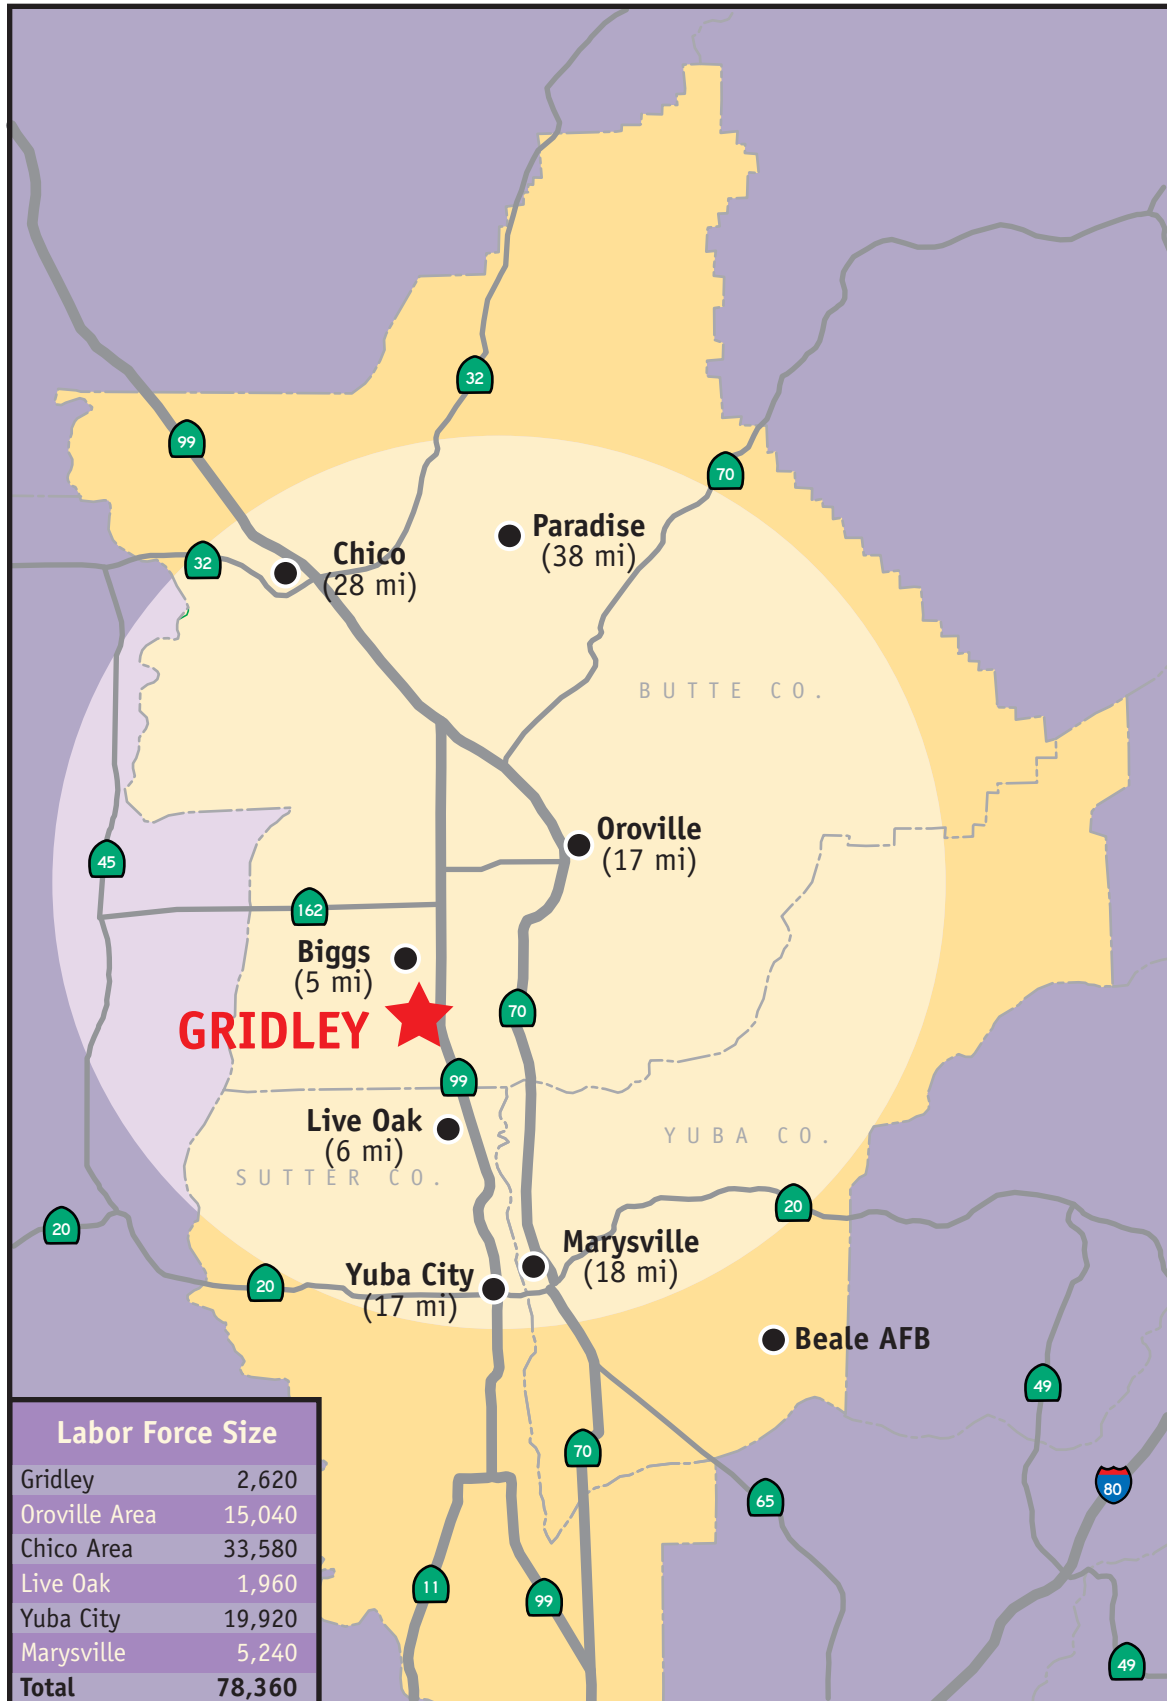 32
99
70
Paradise
(38 mi)
Chico
(28 mi)
32
BUTTE CO.
Oroville
(17 mi)
45
162
Biggs
(5 mi)
GRIDLEY
70
99
Live Oak
(6 mi)
YUBA CO.
SUTTER CO.
20
20
Marysville
(18 mi)
Yuba City
(17 mi)
20
Beale AFB
49
70
80
65
11
99
49
Labor Force Size
Gridley 2,620
Oroville Area 15,040
Chico Area 33,580
Live Oak 1,960
Yuba City 19,920
Marysville 5,240
Total 78,360